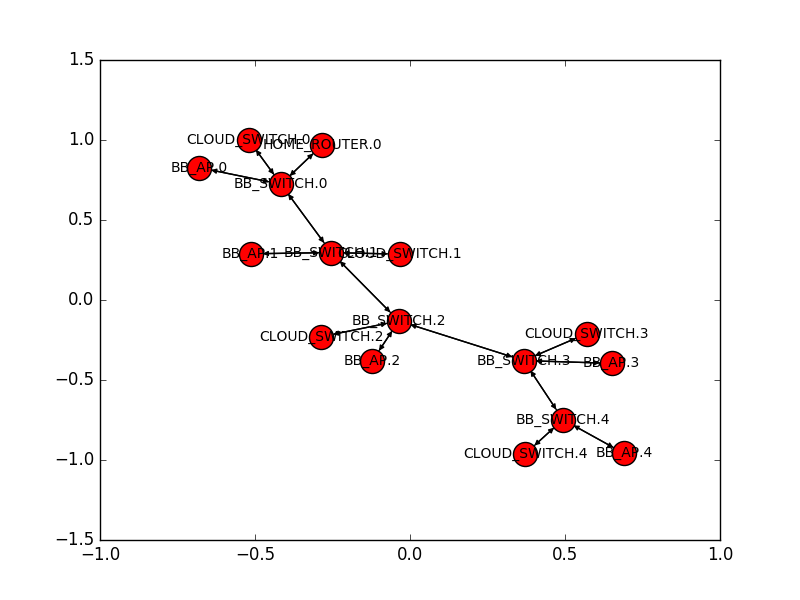 1.5
1.0
0.5
0.0
−0.5
−1.0
−1.5
CLOUD_SWITCH.0
HOME_ROUTER.0
BB_AP.0
BB_SWITCH.0
BB_AP.1
BB_SWITCH.1
CLOUD_SWITCH.1
BB_SWITCH.2
CLOUD_SWITCH.2
BB_AP.2
CLOUD_SWITCH.3
BB_SWITCH.3
BB_AP.3
BB_SWITCH.4
CLOUD_SWITCH.4
BB_AP.4
−1.0
−0.5
0.0
0.5
1.0